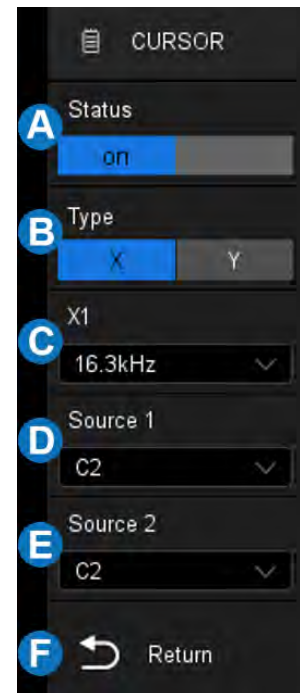 CURSOR
A
Status
on
B
Type
X Y
C
X1
16.3kHz
D
Source 1
C2
E
Source 2
C2
F
Return